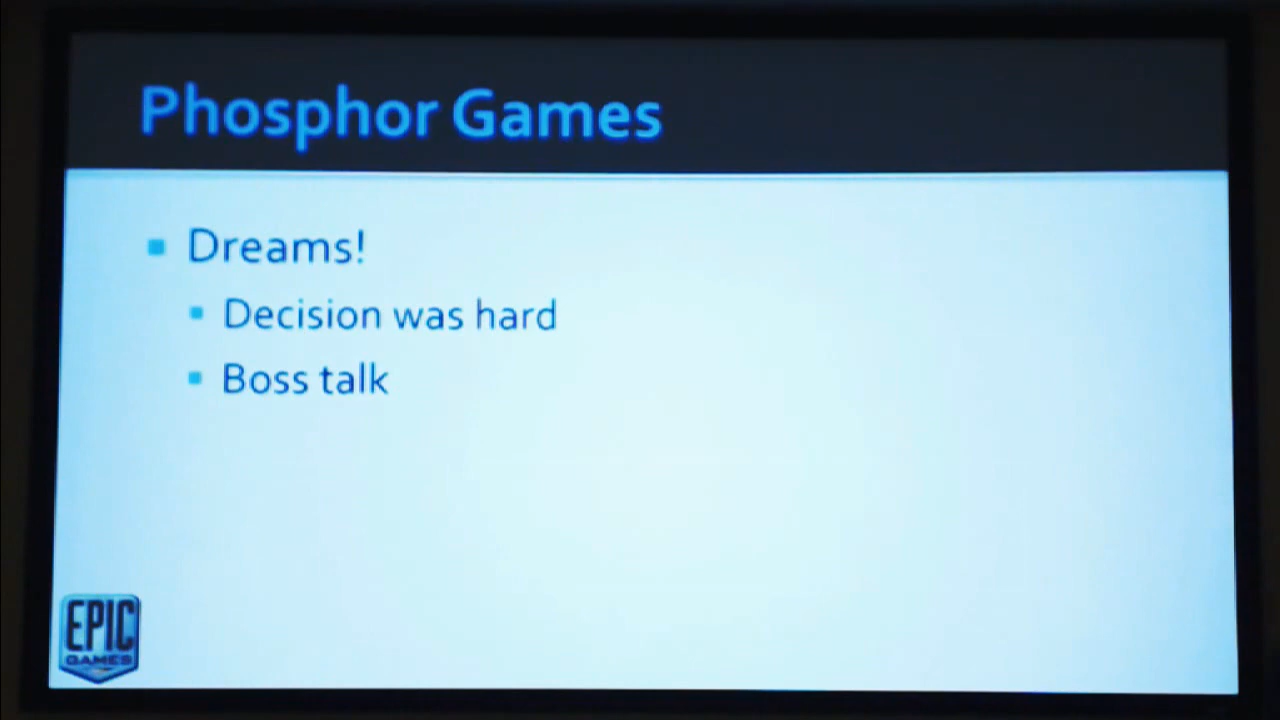 Phosphor Games
Dreams!
Decision was hard
Boss talk
EPIC
GAMES